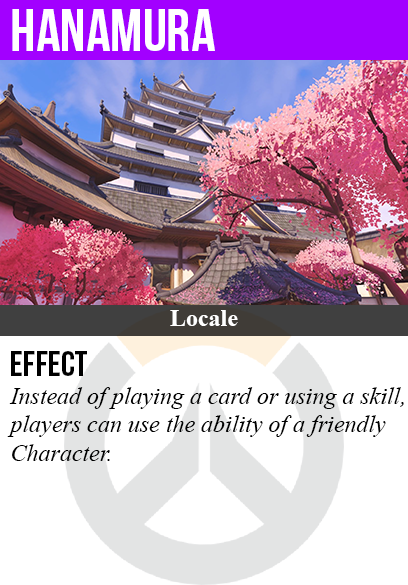 HANAMURA
Locale
EFFECT
Instead of playing a card or using a skill,
players can use the ability of a friendly
Character.